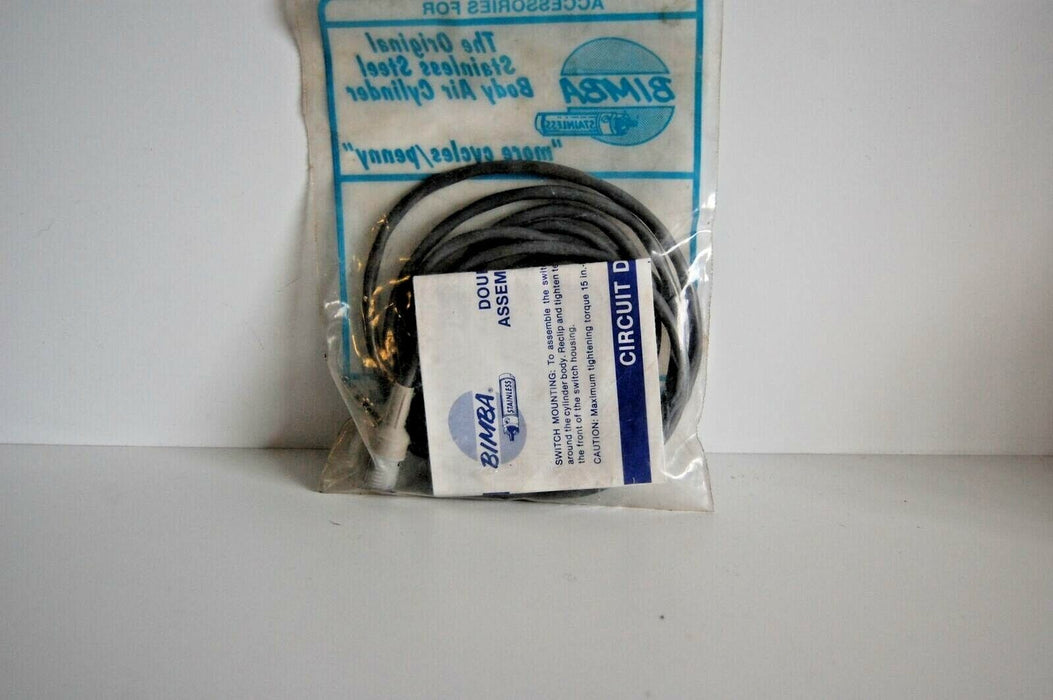 ACCESSORIES FOR
The Original
Stainless Steel
Body Air Cylinder
BIMBA
STAINLESS
"more cycles/penny"
DOU
ASSEM
BIMBA®
STAINLESS
SWITCH MOUNTING: To assemble the swit
around the cylinder body. Reclip and tighten te
the front of the switch housing.
CAUTION: Maximum tightening torque 15 in.-
CIRCUIT D